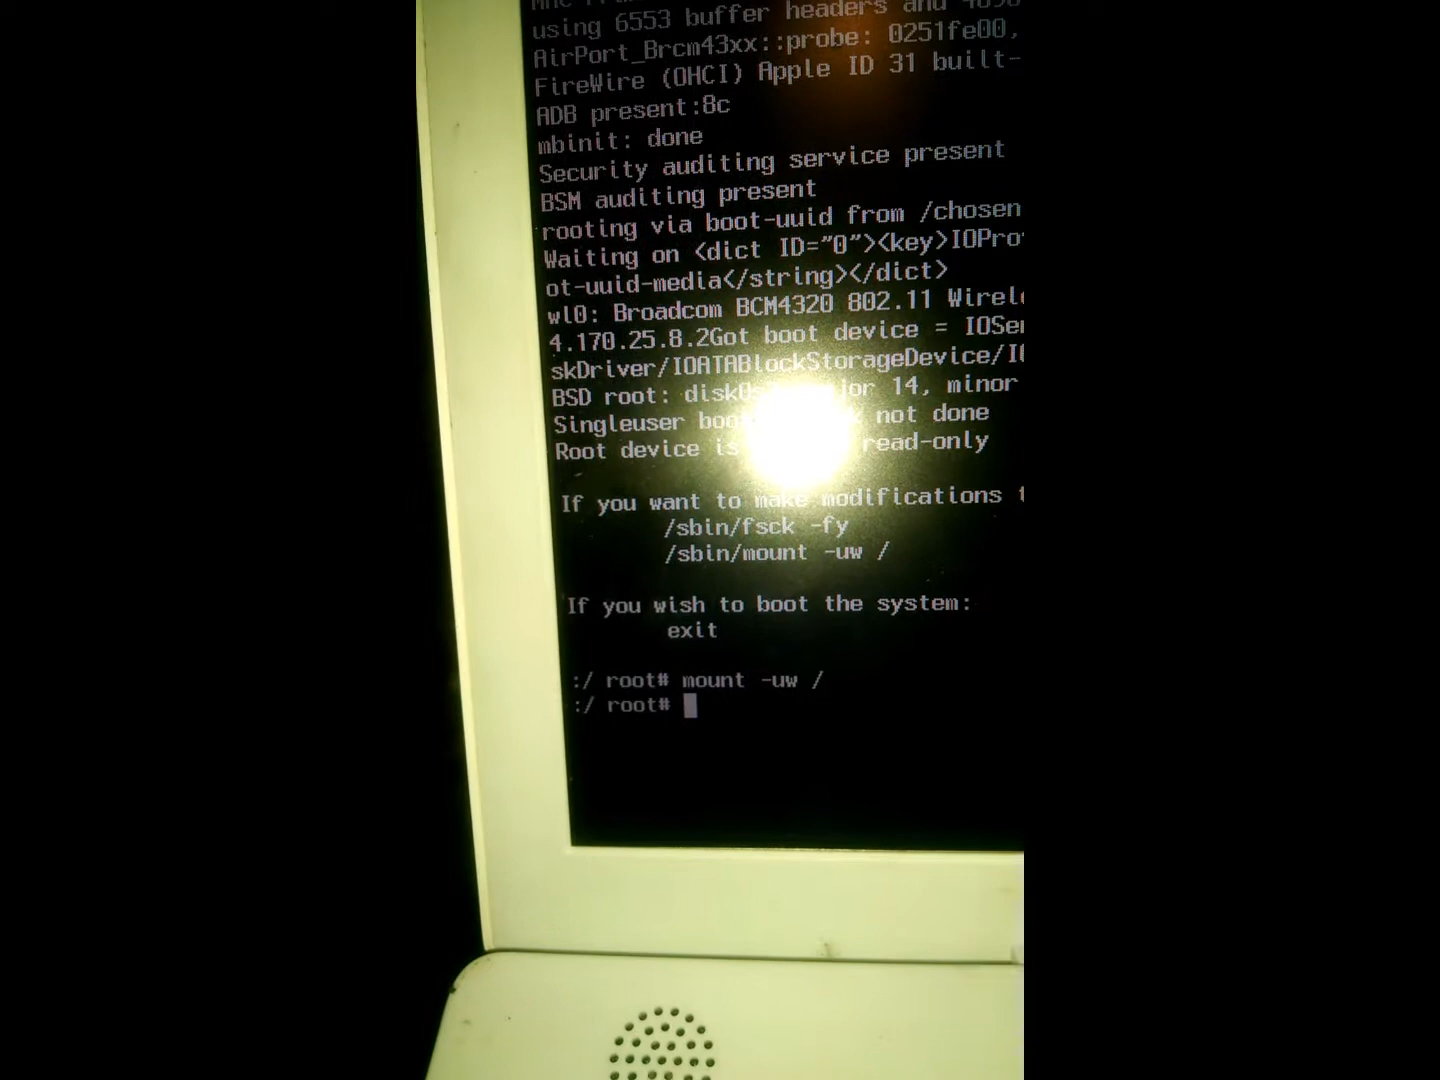 using 6553 buffer headers and
AirPort_Brcm43xx::probe: 0251fe00,
FireWire (OHCI) Apple ID 31 built-
ADB present:8c
mbinit: done
Security auditing service present
BSM auditing present
rooting via boot-uuid from /chosen
Waiting on <dict ID="0"><key>IOPro
ot-uuid-media</string></dict>
wl0: Broadcom BCM4320 802.11 Wirele
4.170.25.8.2Got boot device = IOSer
skDriver/IOATABlockStorageDevice/I
BSD root: disk0 jor 14, minor
Singleuser boo not done
Root device is read-only
If you want to make modifications t
/sbin/fsck -fy
/sbin/mount -uw /
If you wish to boot the system:
exit
:/ root# mount -uw /
:/ root#